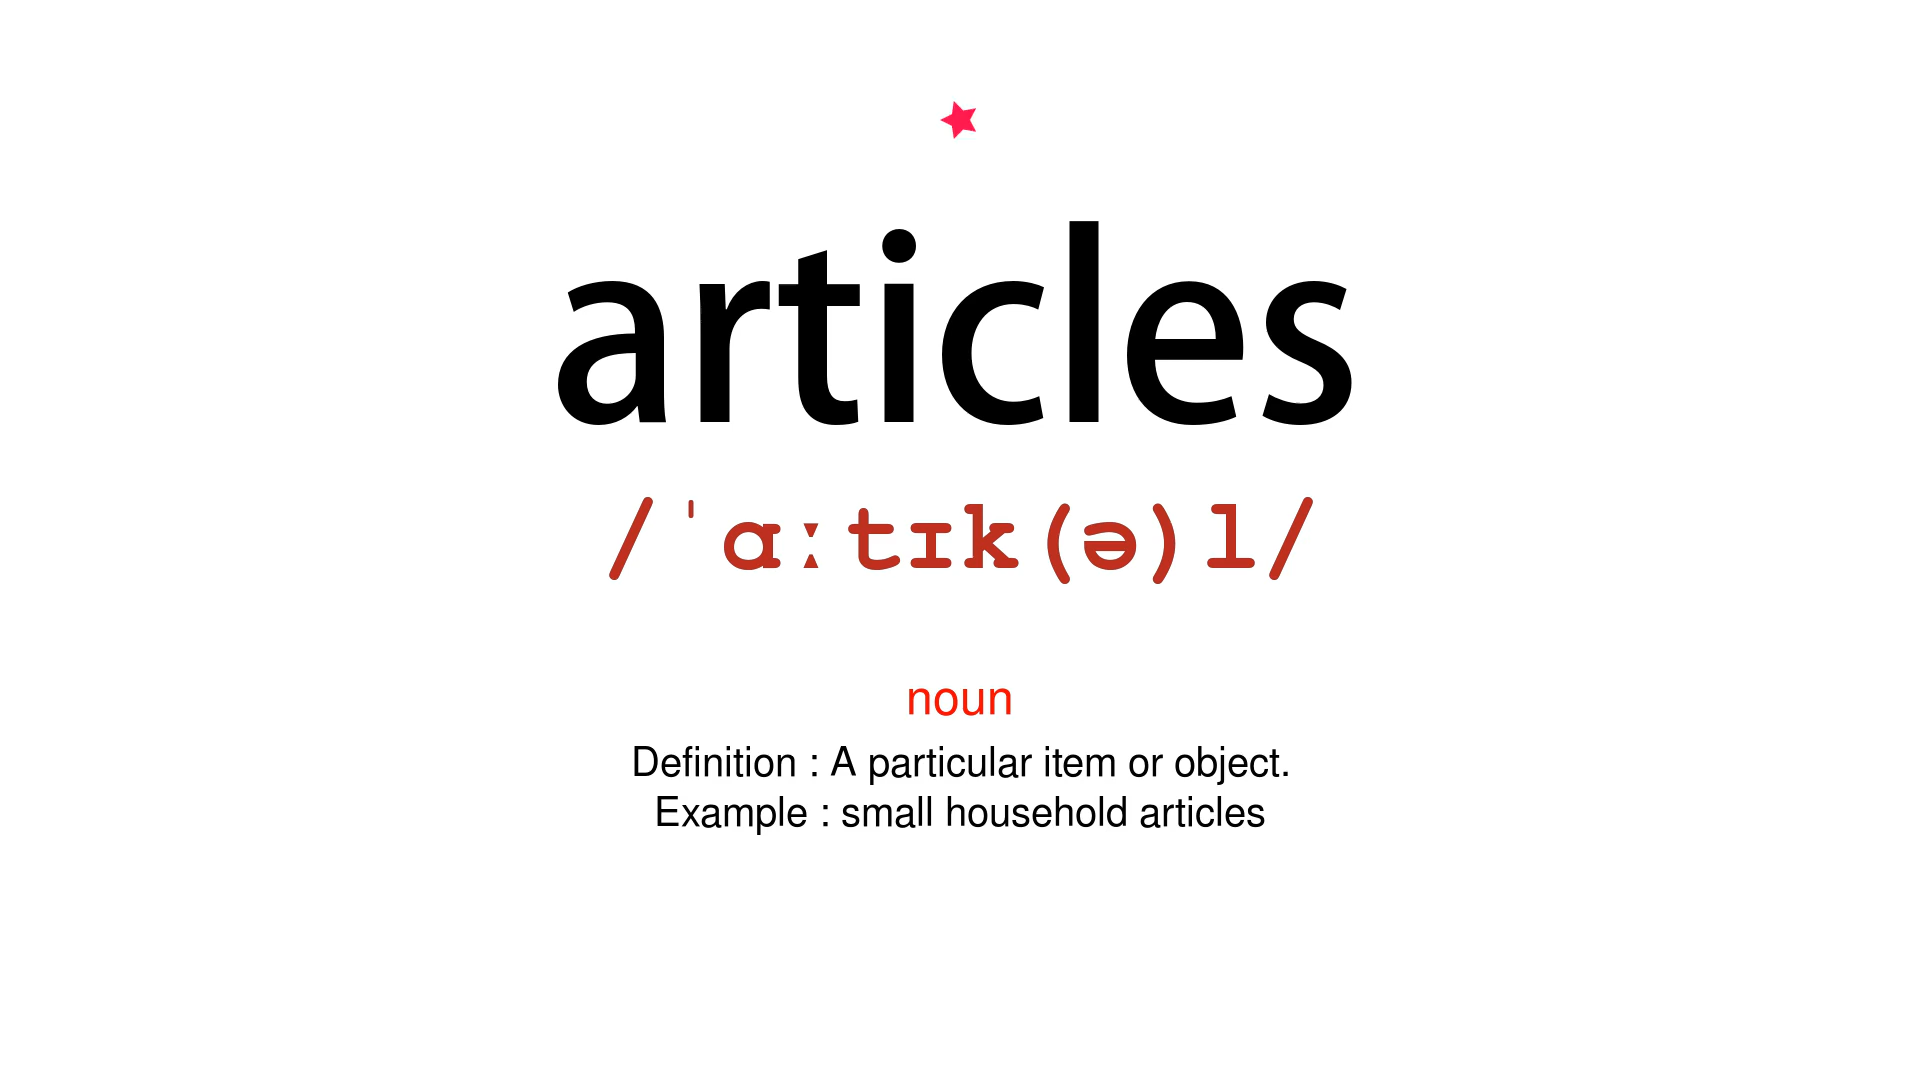 articles
/ˈɑːtɪk(ə)l/
noun
Definition : A particular item or object.
Example : small household articles